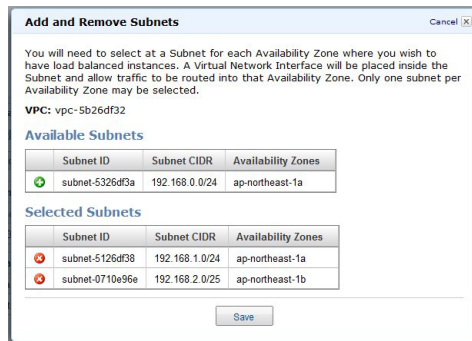 Add and Remove Subnets
Cancel
You will need to select at a Subnet for each Availability Zone where you wish to
have load balanced instances. A Virtual Network Interface will be placed inside the
Subnet and allow traffic to be routed into that Availability Zone. Only one subnet per
Availability Zone may be selected.
VPC: vpc-5b26df32
Available Subnets
Subnet ID Subnet CIDR Availability Zones
subnet-5326df3a 192.168.0.0/24 ap-northeast-1a
Selected Subnets
Subnet ID Subnet CIDR Availability Zones
subnet-5126df38 192.168.1.0/24 ap-northeast-1a
subnet-0710e96e 192.168.2.0/25 ap-northeast-1b
Save